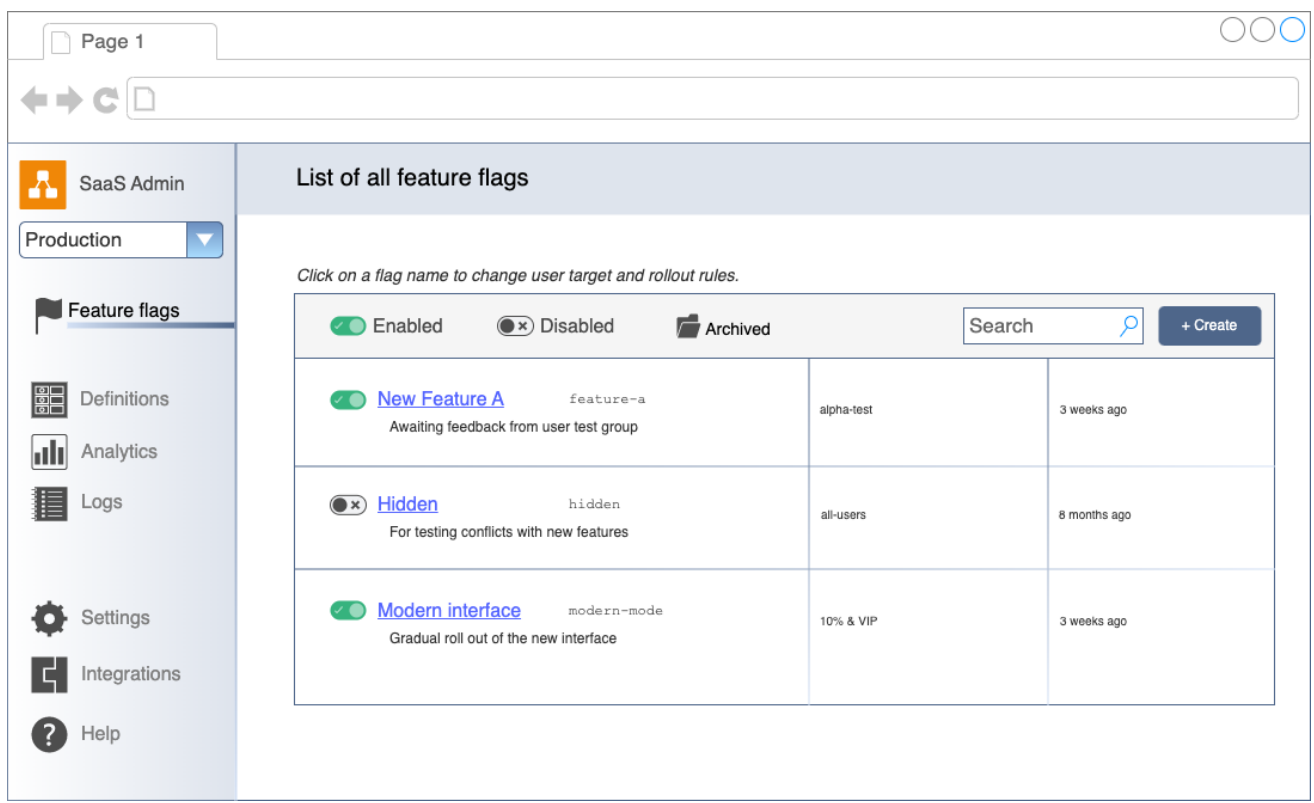 Page 1
SaaS Admin
List of all feature flags
Production
Click on a flag name to change user target and rollout rules.
Feature flags
Enabled Disabled Archived Search + Create
Definitions
Analytics
Logs
Settings
Integrations
Help
New Feature A feature-a alpha-test 3 weeks ago
Awaiting feedback from user test group
Hidden hidden all-users 8 months ago
For testing conflicts with new features
Modern interface modern-mode 10% & VIP 3 weeks ago
Gradual roll out of the new interface